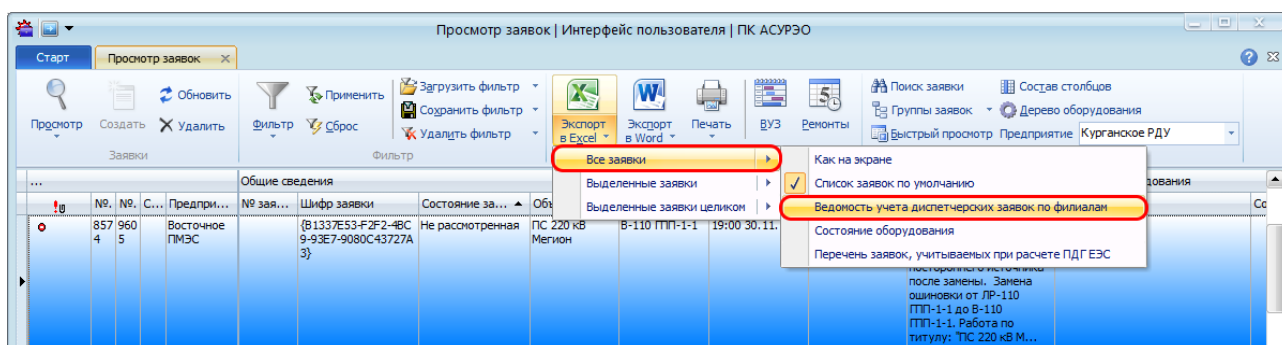 Просмотр заявок | Интерфейс пользователя | ПК АСУРЭО
Старт
Просмотр заявок
Просмотр
Создать
Обновить
Удалить
Заявки
Фильтр
Применить
Сброс
Загрузить фильтр
Сохранить фильтр
Удалить фильтр
Фильтр
Экспорт
в Excel
Экспорт
в Word
Печать
ВУЗ
Ремонты
Поиск заявки
Группы заявок
Быстрый просмотр
Состав столбцов
Дерево оборудования
Предприятие Курганское РДУ
Все заявки
Выделенные заявки
Выделенные заявки целиком
Как на экране
Список заявок по умолчанию
Ведомость учета диспетчерских заявок по филиалам
Состояние оборудования
Перечень заявок, учитываемых при расчете ПДГ ЕЭС
...
Общие сведения
№. №. С... Предпри... № зая... Шифр заявки Состояние за...
857
4
960
5
Восточное
ПМЭС
{B1337E53-F2F2-4BC
9-93E7-9080C43727A
3}
Не рассмотренная
ПС 220 кВ
Мегион
В-110 ГПП-1-1
19:00 30.11.
после замены. Замена
ошиновки от ЛР-110
ГПП-1-1 до В-110
ГПП-1-1. Работа по
титулу: "ПС 220 кВ М...